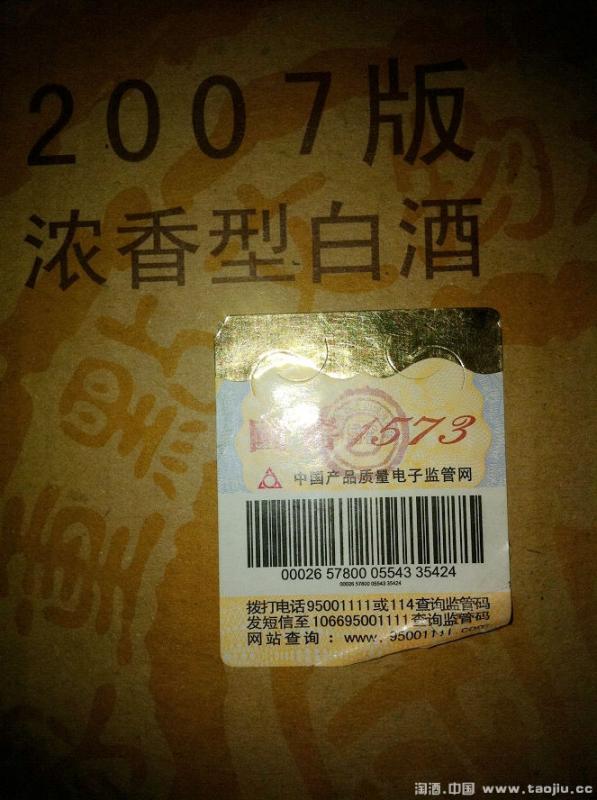 2007版
浓香型白酒
国窖1573
中国产品质量电子监管网
00026 57800 05543 35424
00026 57800 05543 35424
拨打电话95001111或114查询监管码
发短信至106695001111查询监管码
网站查询：www.95001111.com
淘酒.中国 www.taojiu.cc